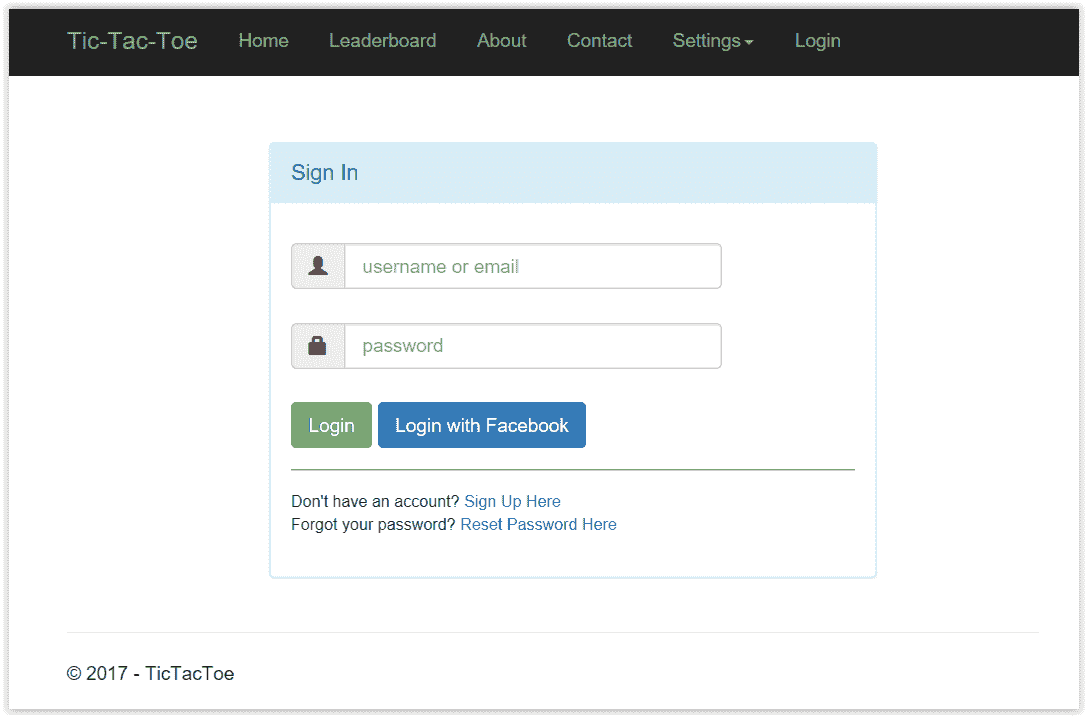 Tic-Tac-Toe Home Leaderboard About Contact Settings Login
Sign In
username or email
password
Login Login with Facebook
Don't have an account? Sign Up Here
Forgot your password? Reset Password Here
© 2017 - TicTacToe